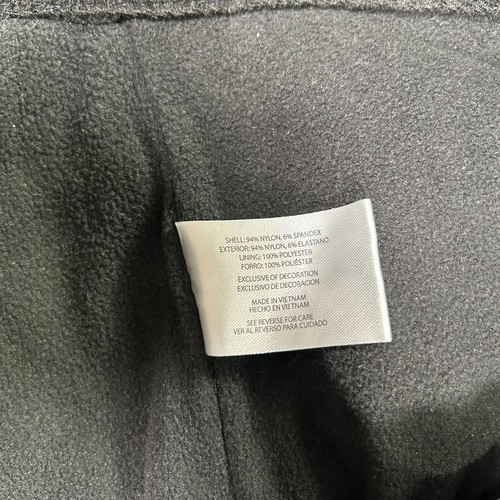 SHELL: 94% NYLON, 6% SPANDEX
EXTERIOR: 94% NYLON, 6% ELASTANO
LINING: 100% POLYESTER
FORRO: 100% POLIÉSTER
EXCLUSIVE OF DECORATION
EXCLUSIVO DE DECORACION
MADE IN VIETNAM
HECHO EN VIETNAM
SEE REVERSE FOR CARE
VER AL REVERSO PARA CUIDADO